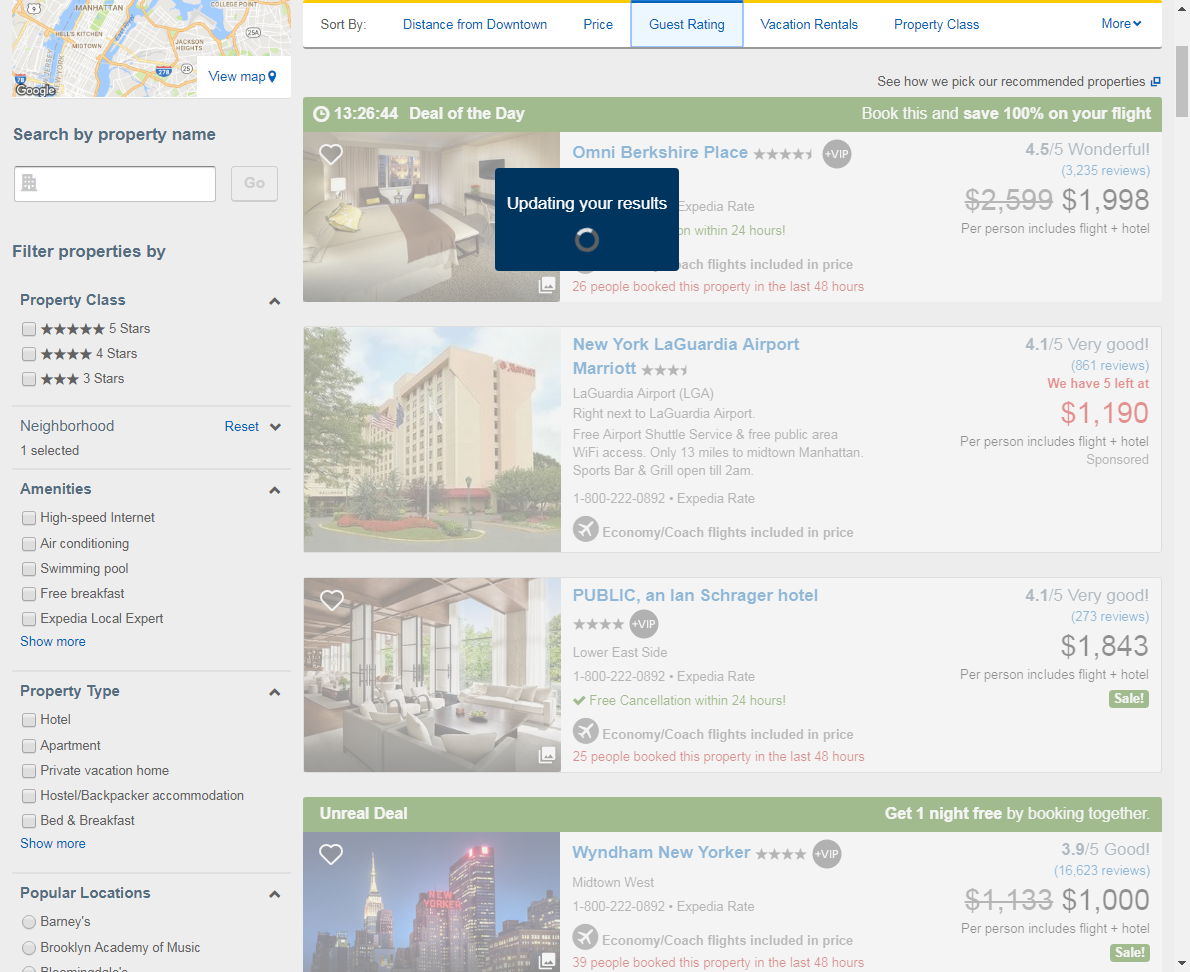 MANHATTAN
COLLEGE POINT
9
HELL'S KITCHEN
MIDTOWN
JACKSON
HEIGHTS
25A
25
278
78
NEW YORK
Google
View map
Search by property name
Go
Filter properties by
Property Class
5 Stars
4 Stars
3 Stars
Neighborhood
Reset
1 selected
Amenities
High-speed Internet
Air conditioning
Swimming pool
Free breakfast
Expedia Local Expert
Show more
Property Type
Hotel
Apartment
Private vacation home
Hostel/Backpacker accommodation
Bed & Breakfast
Show more
Popular Locations
Barney's
Brooklyn Academy of Music
Bloomingdale's
Sort By: Distance from Downtown Price Guest Rating Vacation Rentals Property Class More
See how we pick our recommended properties
13:26:44 Deal of the Day Book this and save 100% on your flight
Omni Berkshire Place +VIP
4.5/5 Wonderful!
(3,235 reviews)
Updating your results
Expedia Rate
$2,599 $1,998
within 24 hours!
Per person includes flight + hotel
Coach flights included in price
26 people booked this property in the last 48 hours
Marriott
New York LaGuardia Airport
Marriott
4.1/5 Very good!
(861 reviews)
We have 5 left at
LaGuardia Airport (LGA)
$1,190
Right next to LaGuardia Airport.
Free Airport Shuttle Service & free public area
WiFi access. Only 13 miles to midtown Manhattan.
Sports Bar & Grill open till 2am.
Per person includes flight + hotel
Sponsored
1-800-222-0892 • Expedia Rate
Economy/Coach flights included in price
PUBLIC, an Ian Schrager hotel
+VIP
4.1/5 Very good!
(273 reviews)
Lower East Side
$1,843
1-800-222-0892 • Expedia Rate
Per person includes flight + hotel
Free Cancellation within 24 hours!
Sale!
Economy/Coach flights included in price
25 people booked this property in the last 48 hours
Unreal Deal Get 1 night free by booking together.
NEW
YORKER
Wyndham New Yorker +VIP
3.9/5 Good!
(16,623 reviews)
Midtown West
$1,133 $1,000
1-800-222-0892 • Expedia Rate
Per person includes flight + hotel
Economy/Coach flights included in price
Sale!
39 people booked this property in the last 48 hours